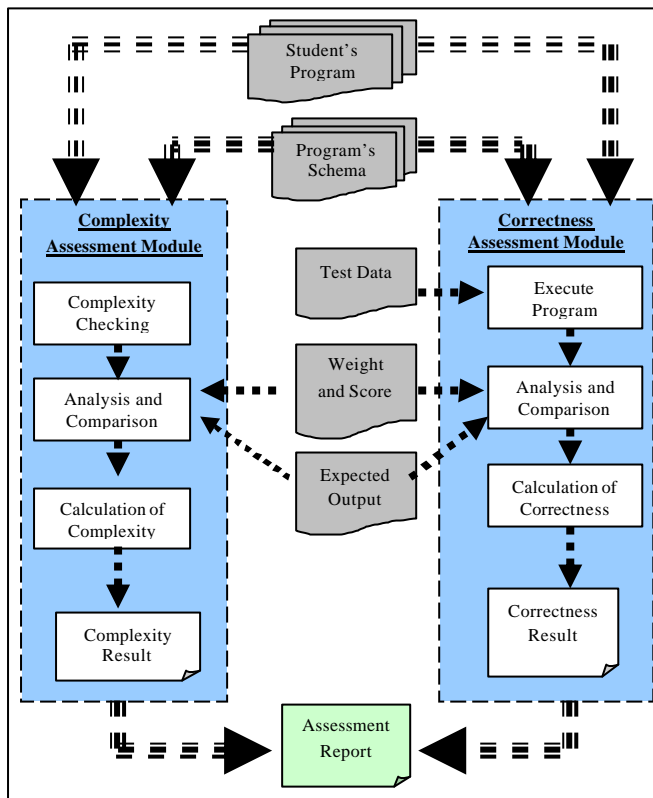 Student's
Program
Program's
Schema
Complexity
Assessment Module
Complexity
Checking
Analysis and
Comparison
Calculation of
Complexity
Complexity
Result
Test Data
Weight
and Score
Expected
Output
Correctness
Assessment Module
Execute
Program
Analysis and
Comparison
Calculation of
Correctness
Correctness
Result
Assessment
Report